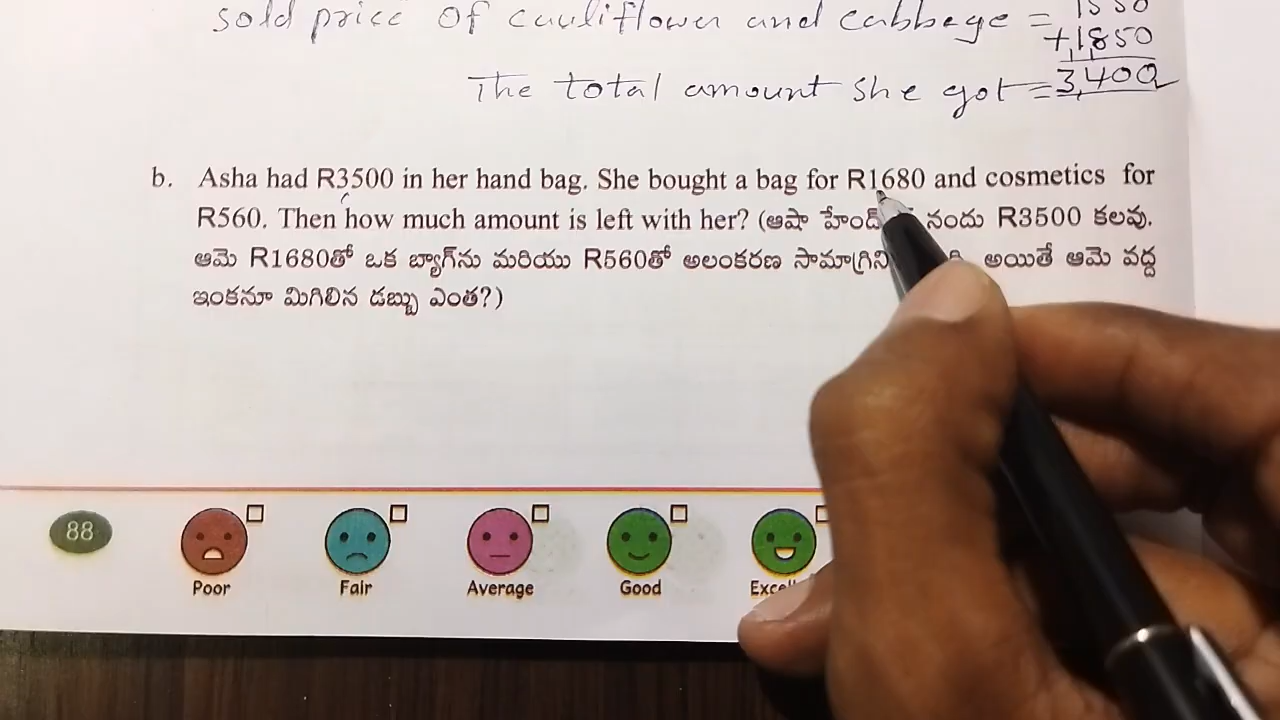 sold price of cauliflower and cabbage = 1550
+1850
The total amount she got = 3,400
b. Asha had R3500 in her hand bag. She bought a bag for R1680 and cosmetics for
R560. Then how much amount is left with her? (ఆషా నందు R3500 కలవు.
ఆమె R1680తో ఒక బ్యాగ్‌ను మరియు R560తో అలంకరణ సామాగ్రిని అయితే ఆమె వద్ద
ఇంకనూ మిగిలిన డబ్బు ఎంత?)
88
Poor Fair Average Good